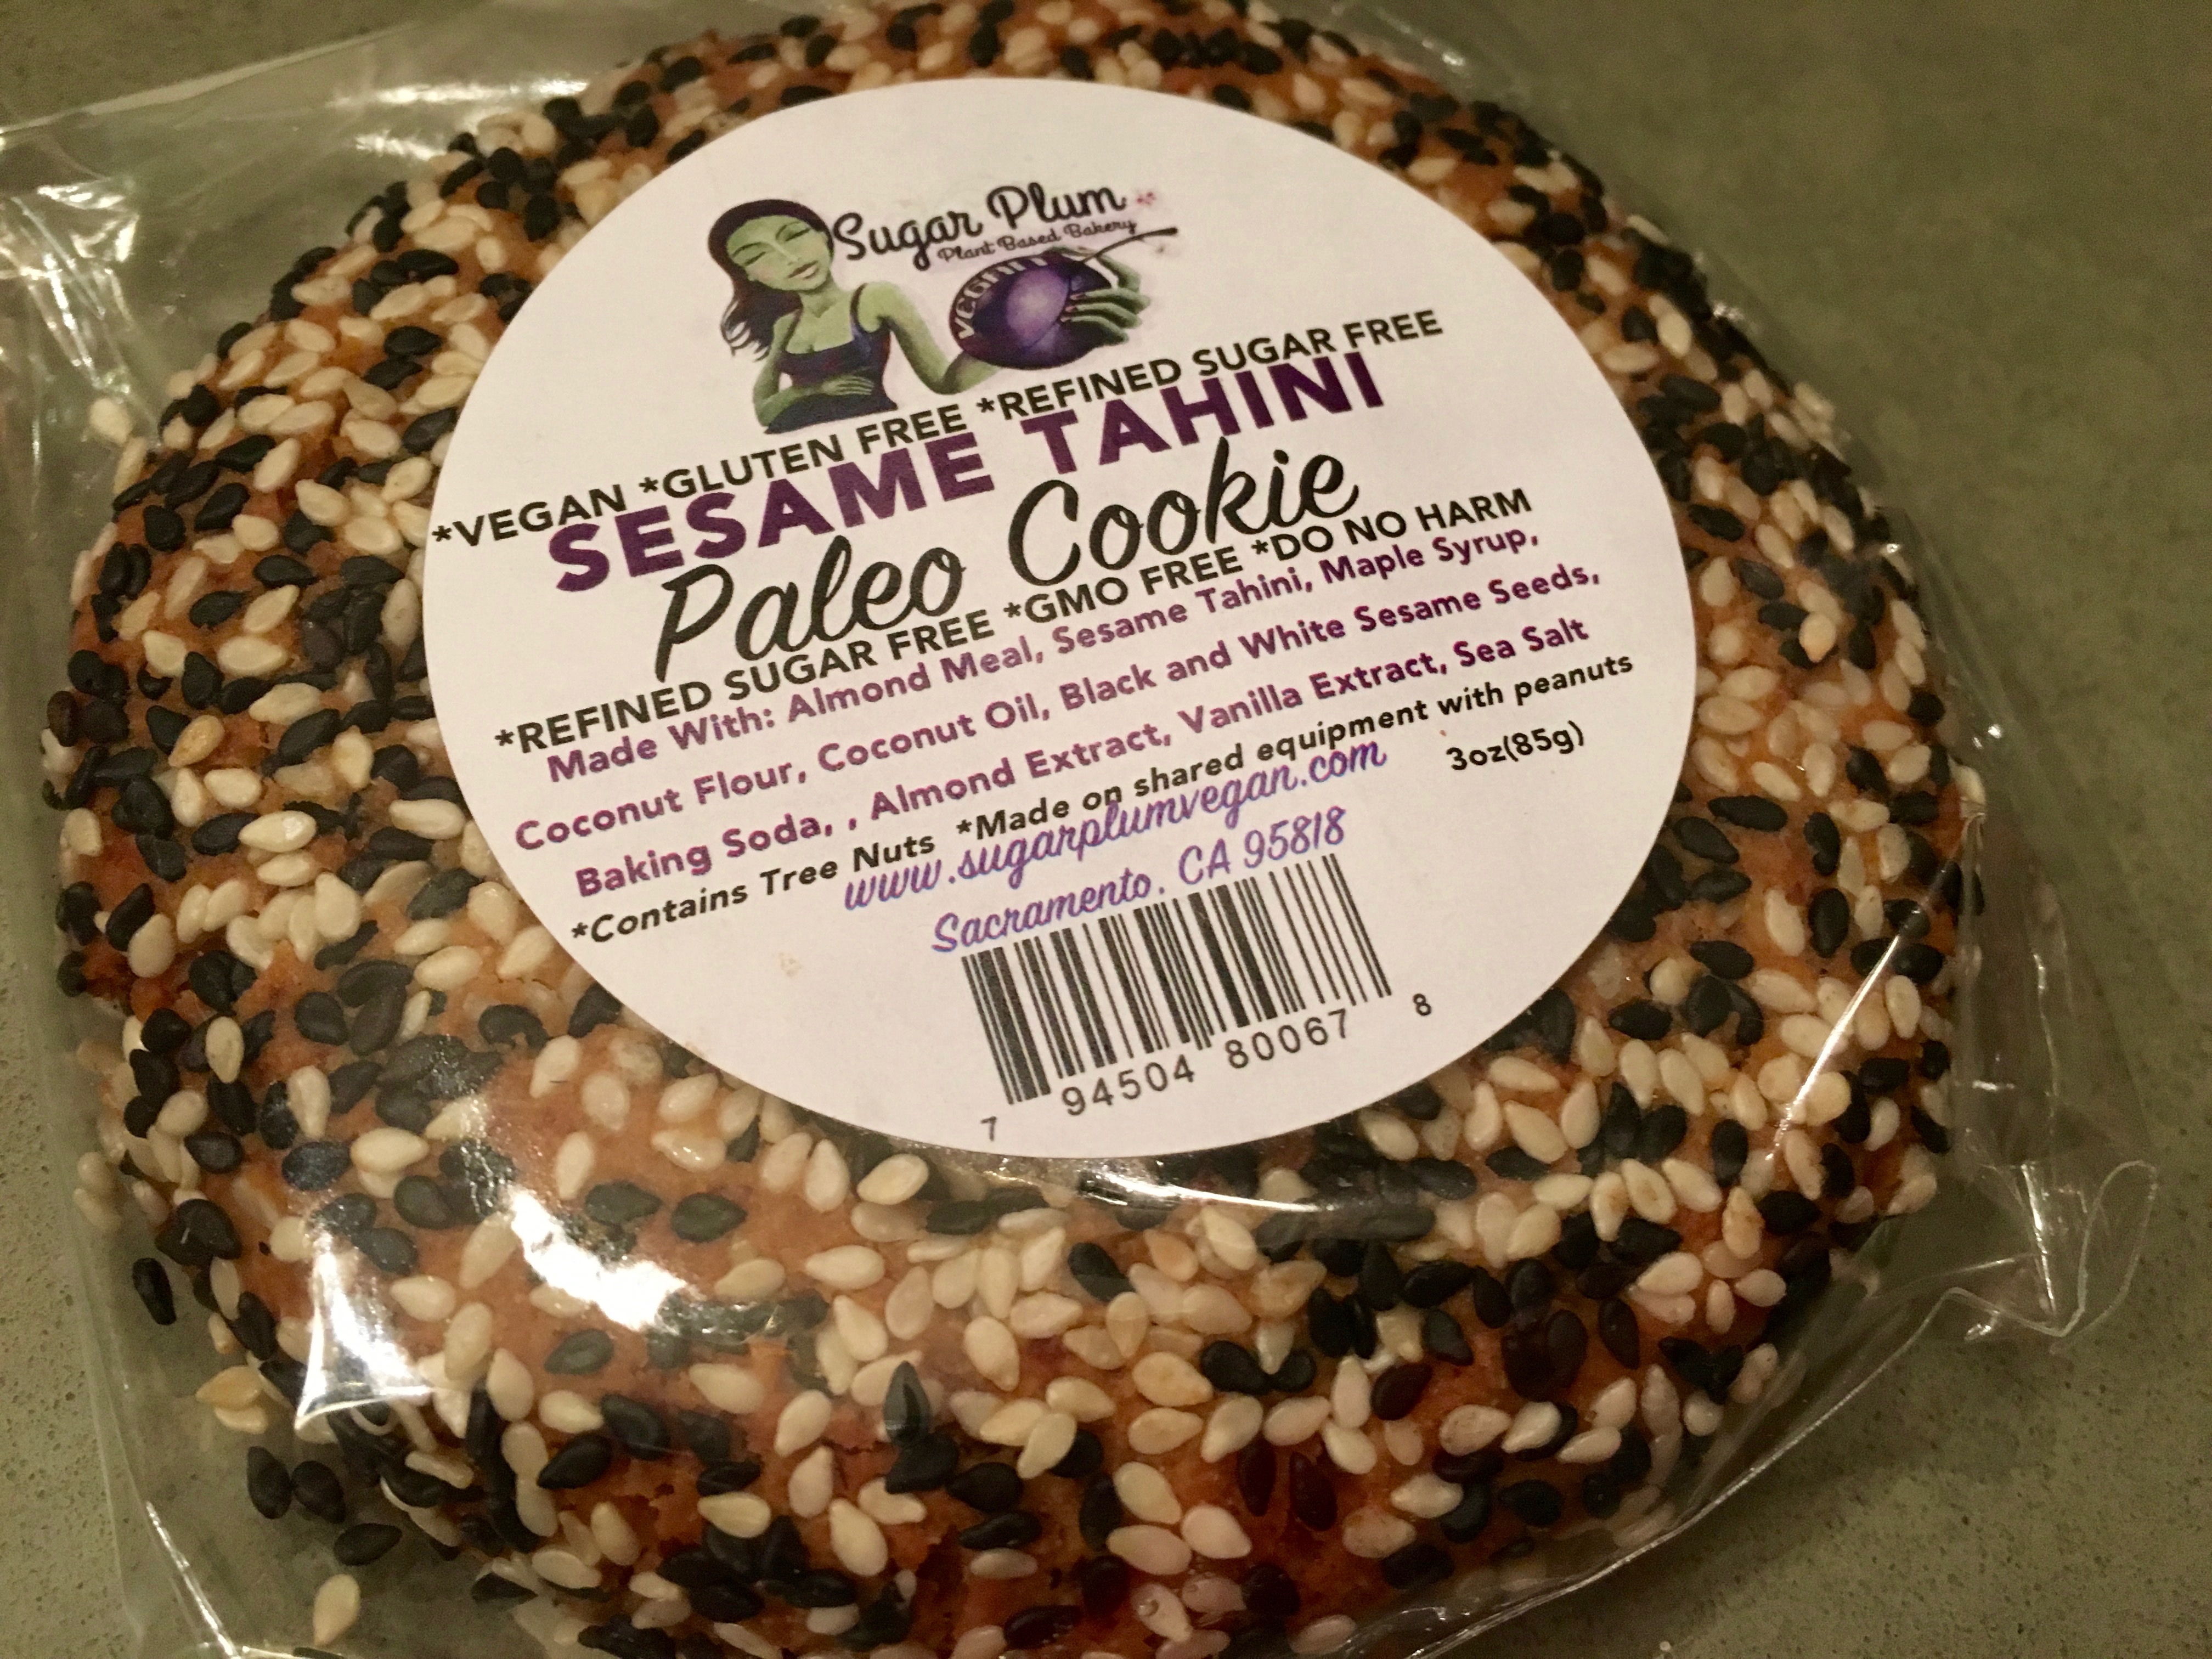 Sugar Plum
Plant Based Bakery
VEGAN
*VEGAN *GLUTEN FREE *REFINED SUGAR FREE
SESAME TAHINI
Paleo Cookie
*REFINED SUGAR FREE *GMO FREE *DO NO HARM
Made With: Almond Meal, Sesame Tahini, Maple Syrup,
Coconut Flour, Coconut Oil, Black and White Sesame Seeds,
Baking Soda, , Almond Extract, Vanilla Extract, Sea Salt
*Contains Tree Nuts *Made on shared equipment with peanuts
www.sugarplumvegan.com
3oz(85g)
Sacramento. CA 95818
7 94504 80067 8